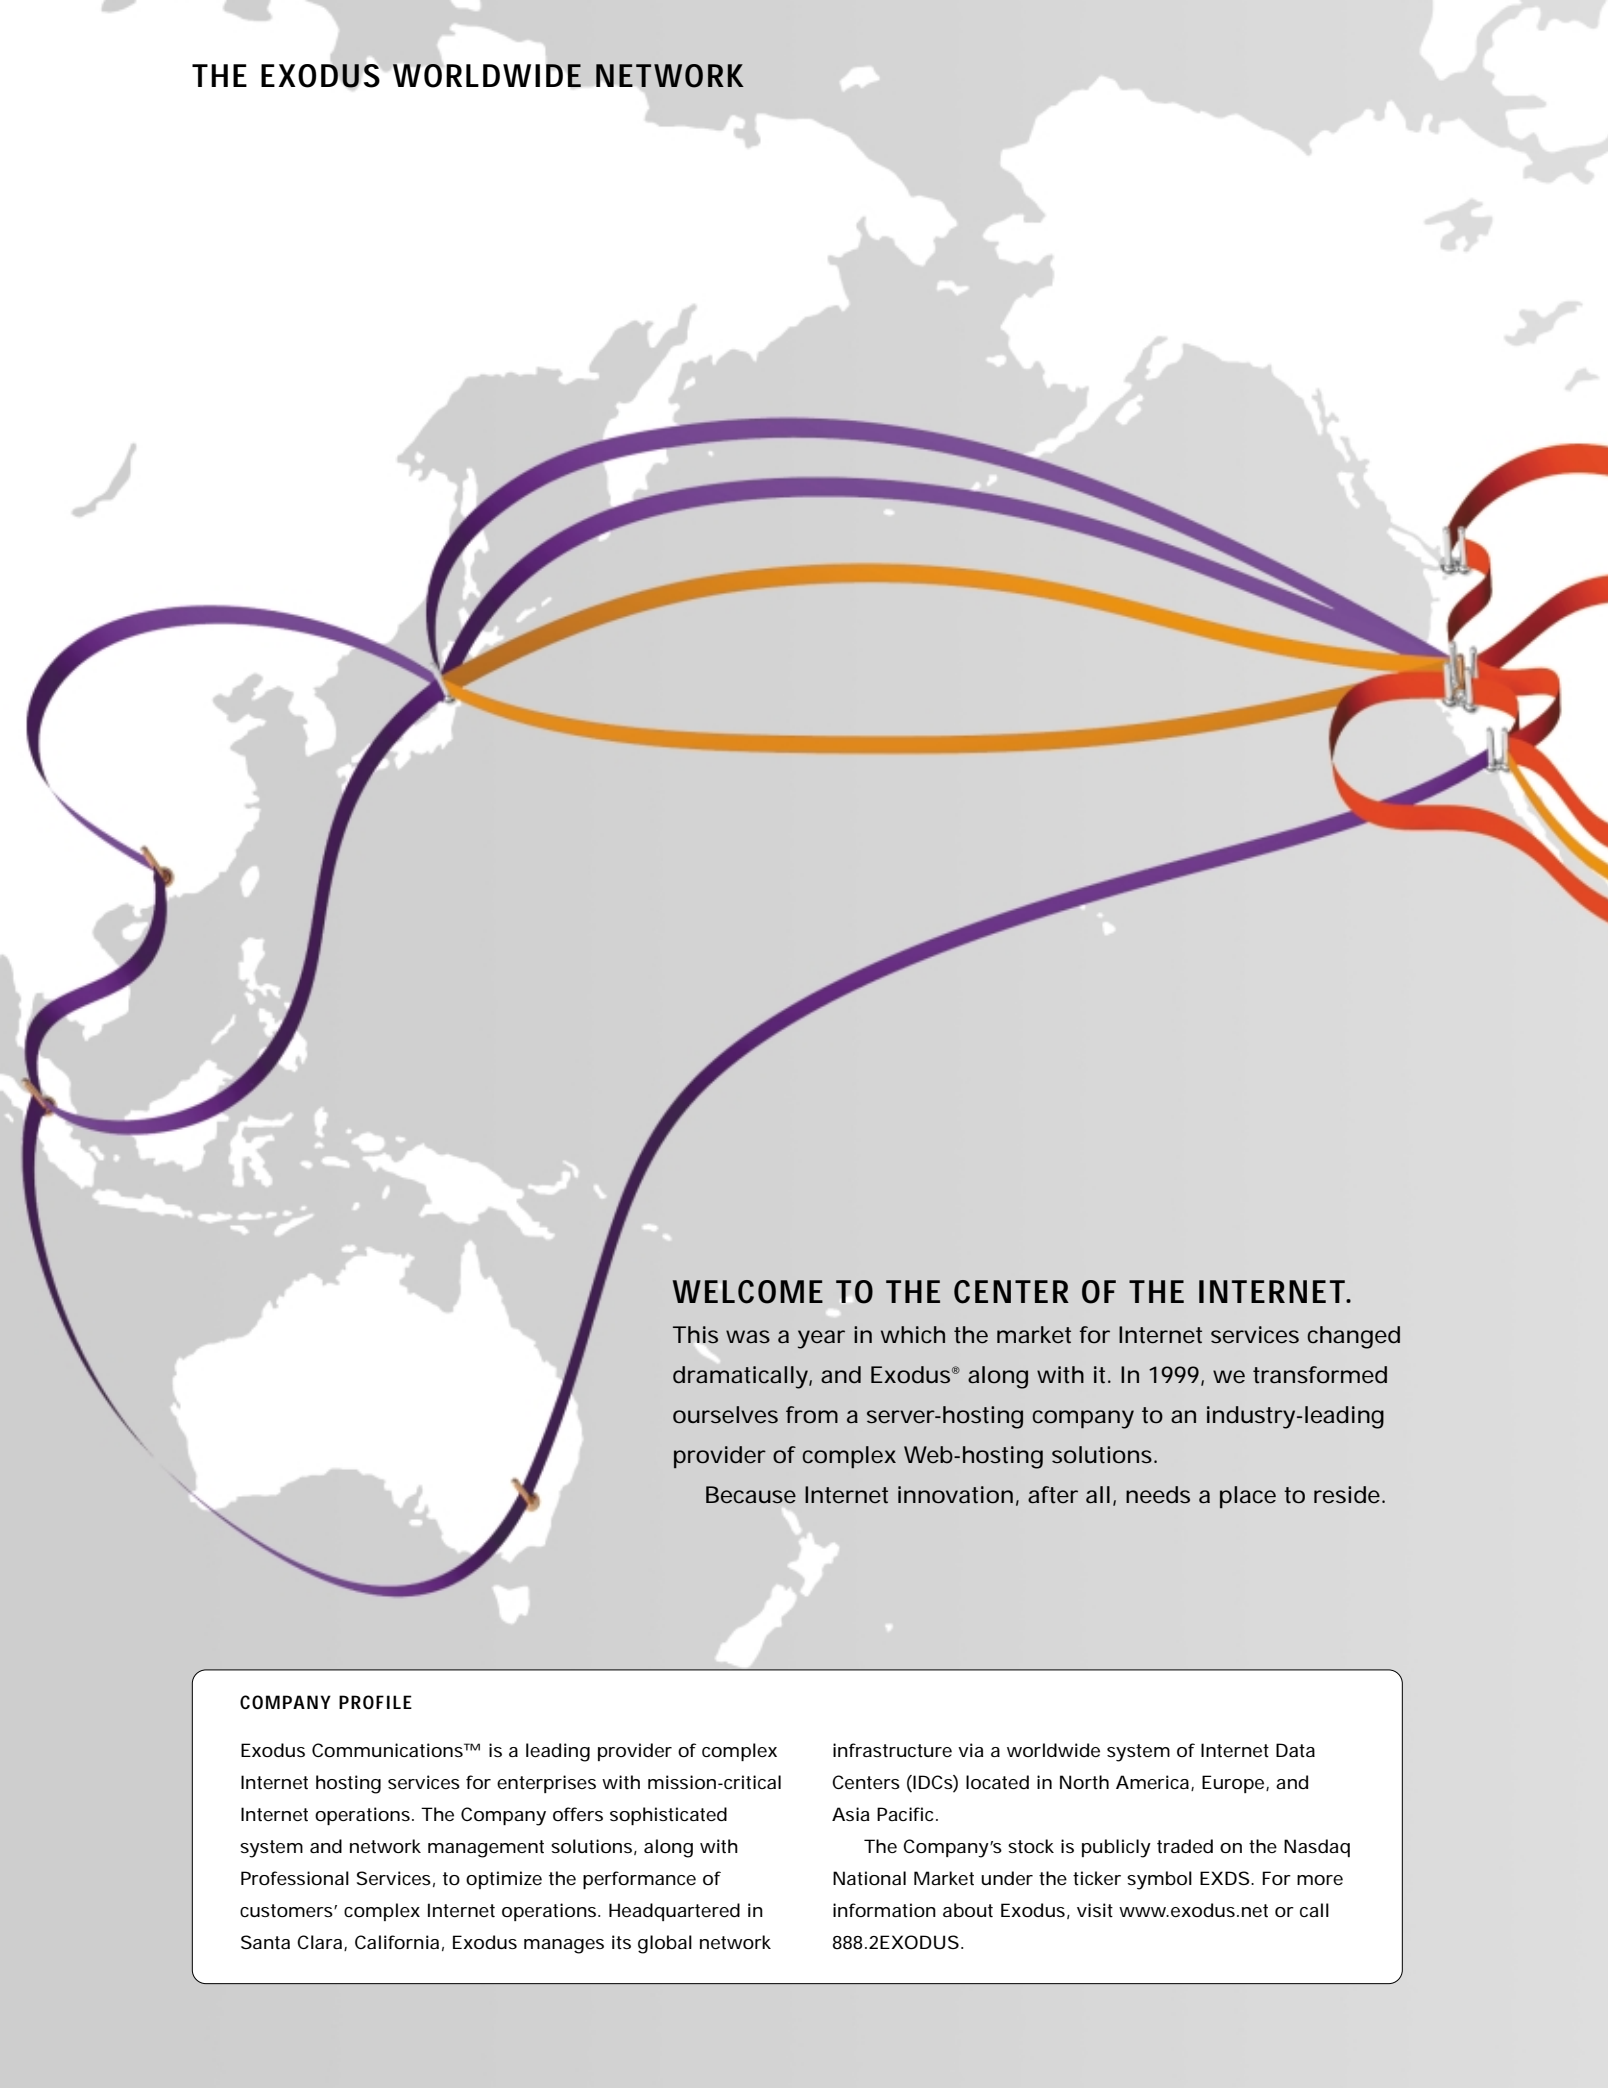 THE EXODUS WORLDWIDE NETWORK
WELCOME TO THE CENTER OF THE INTERNET.
This was a year in which the market for Internet services changed
dramatically, and Exodus® along with it. In 1999, we transformed
ourselves from a server-hosting company to an industry-leading
provider of complex Web-hosting solutions.
Because Internet innovation, after all, needs a place to reside.
COMPANY PROFILE
Exodus Communications™ is a leading provider of complex
Internet hosting services for enterprises with mission-critical
Internet operations. The Company offers sophisticated
system and network management solutions, along with
Professional Services, to optimize the performance of
customers’ complex Internet operations. Headquartered in
Santa Clara, California, Exodus manages its global network
infrastructure via a worldwide system of Internet Data
Centers (IDCs) located in North America, Europe, and
Asia Pacific.
The Company’s stock is publicly traded on the Nasdaq
National Market under the ticker symbol EXDS. For more
information about Exodus, visit www.exodus.net or call
888.2EXODUS.